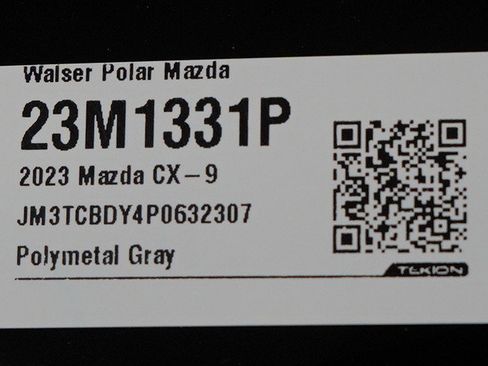 Walser Polar Mazda
23M1331P
2023 Mazda CX-9
JM3TCBDY4P0632307
Polymetal Gray
TEKION